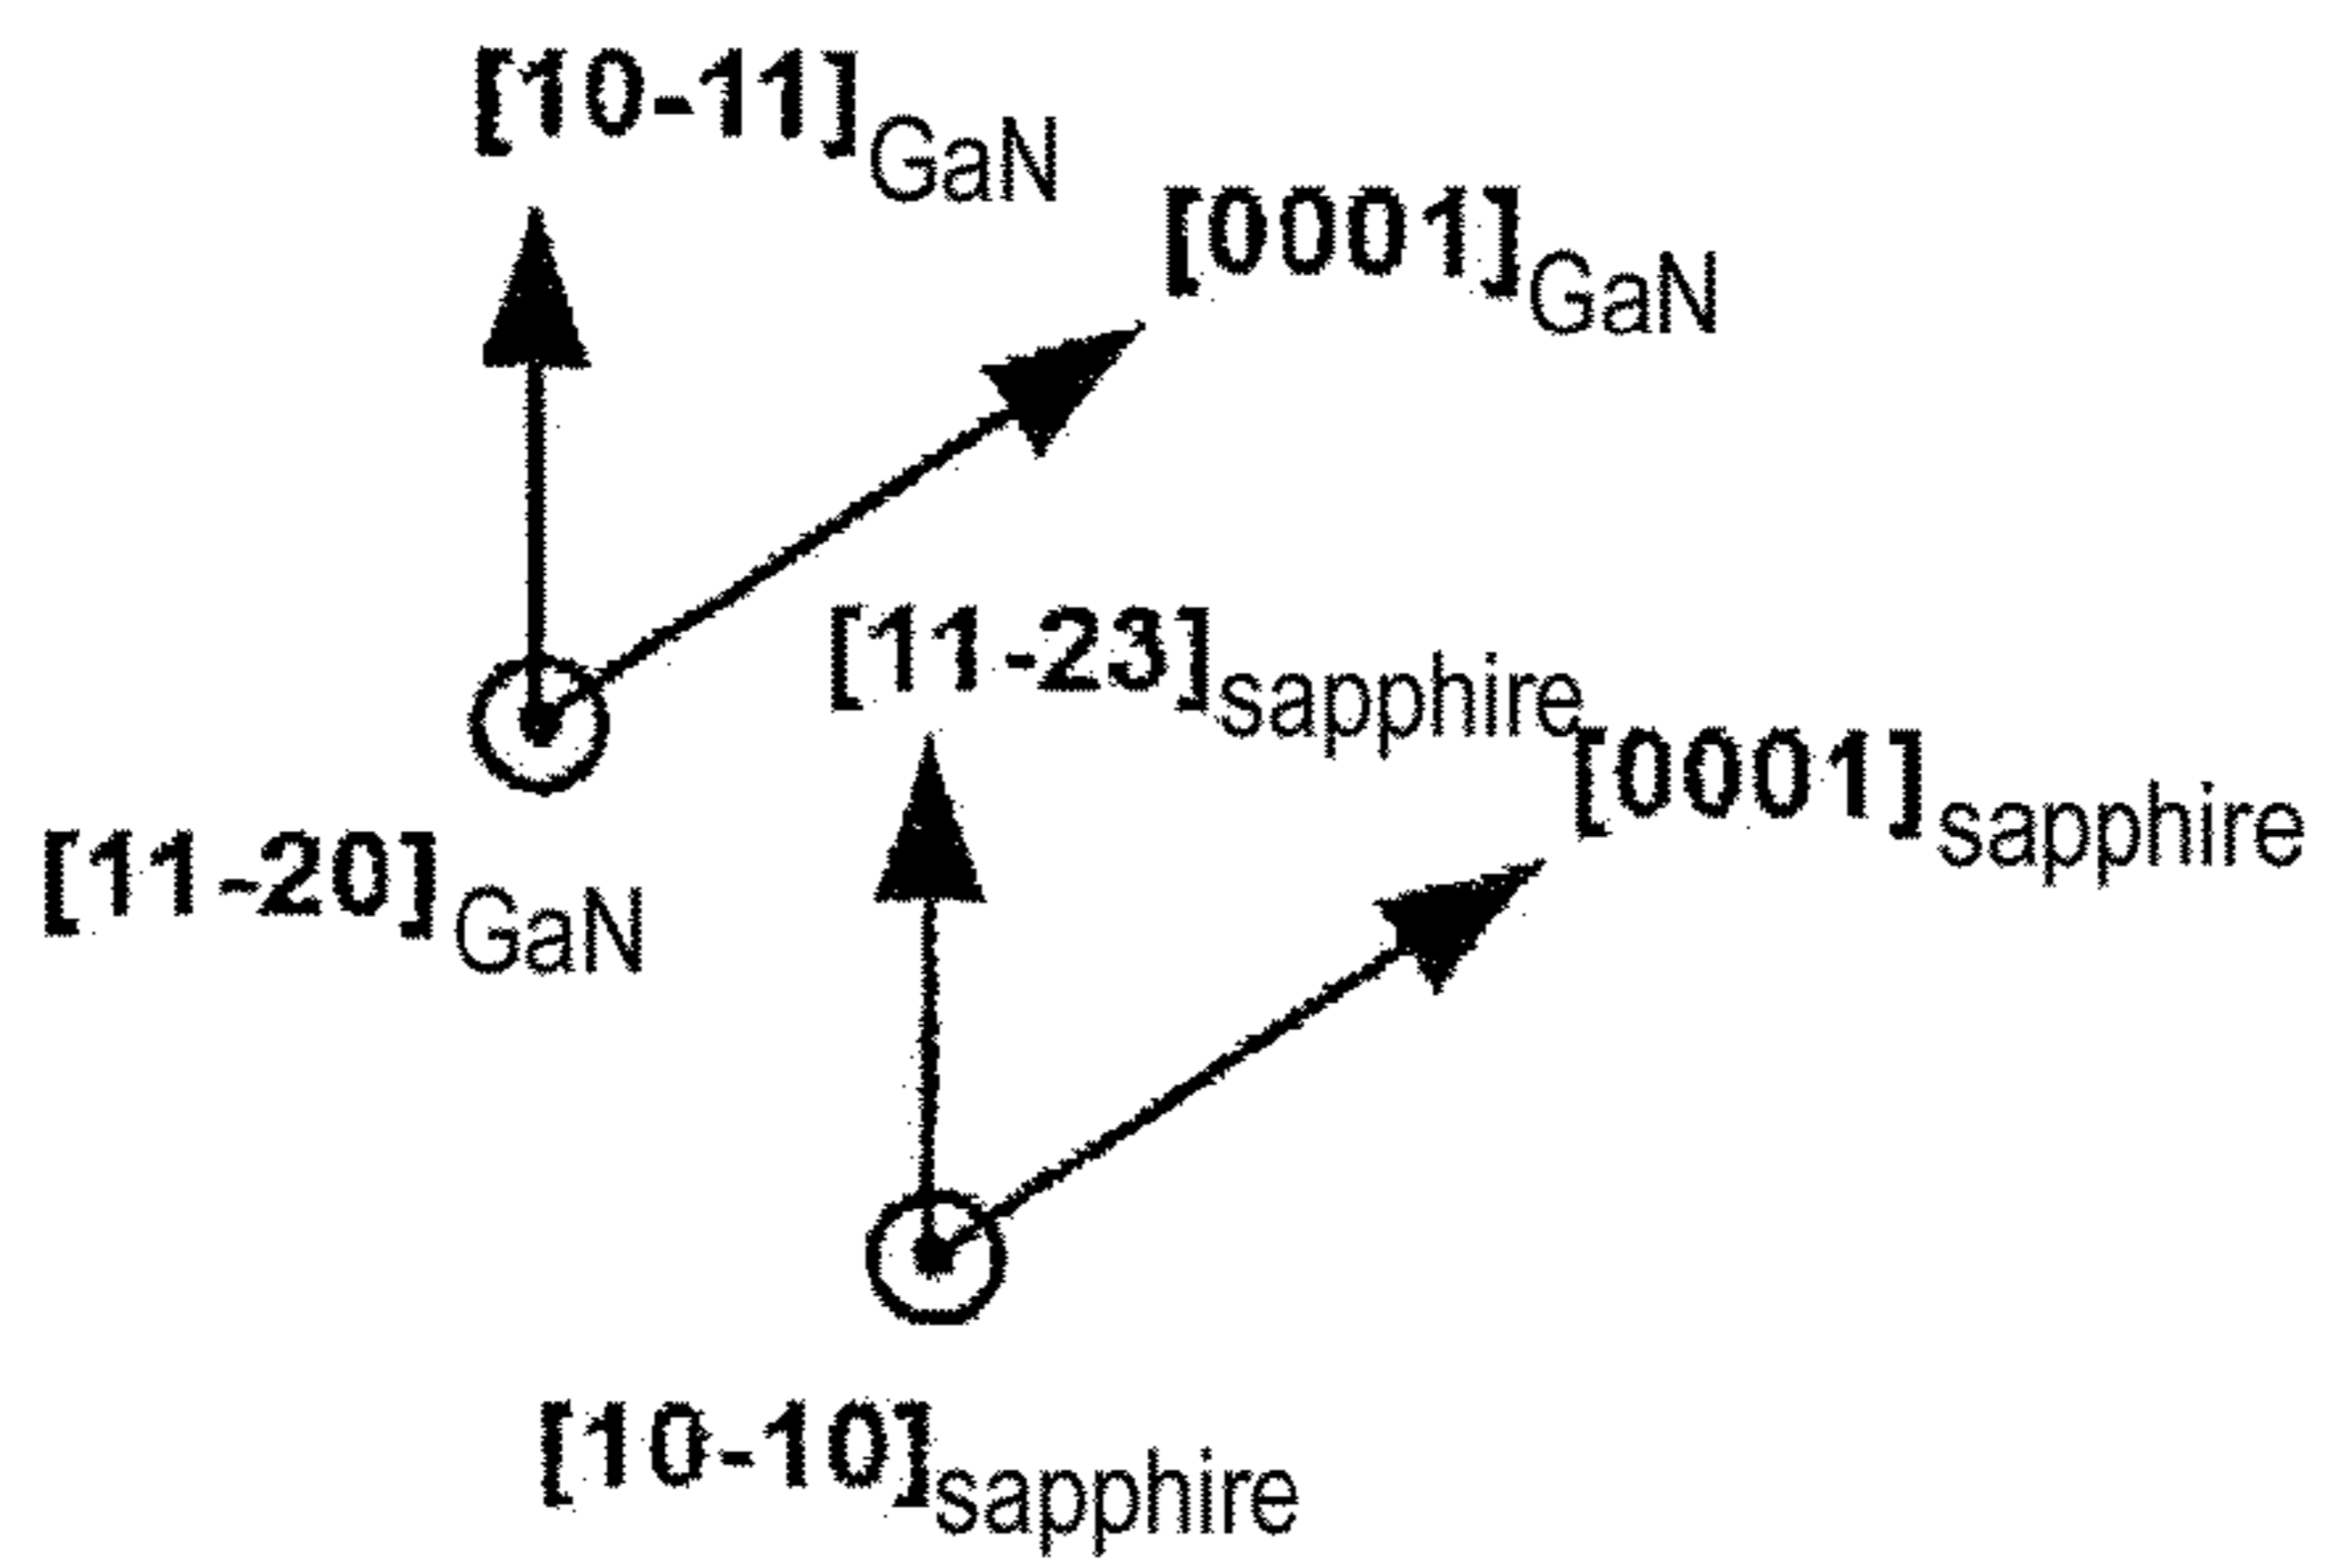 [10-11]GaN
[0001]GaN
[11-23]sapphire
[0001]sapphire
[11-20]GaN
[10-10]sapphire